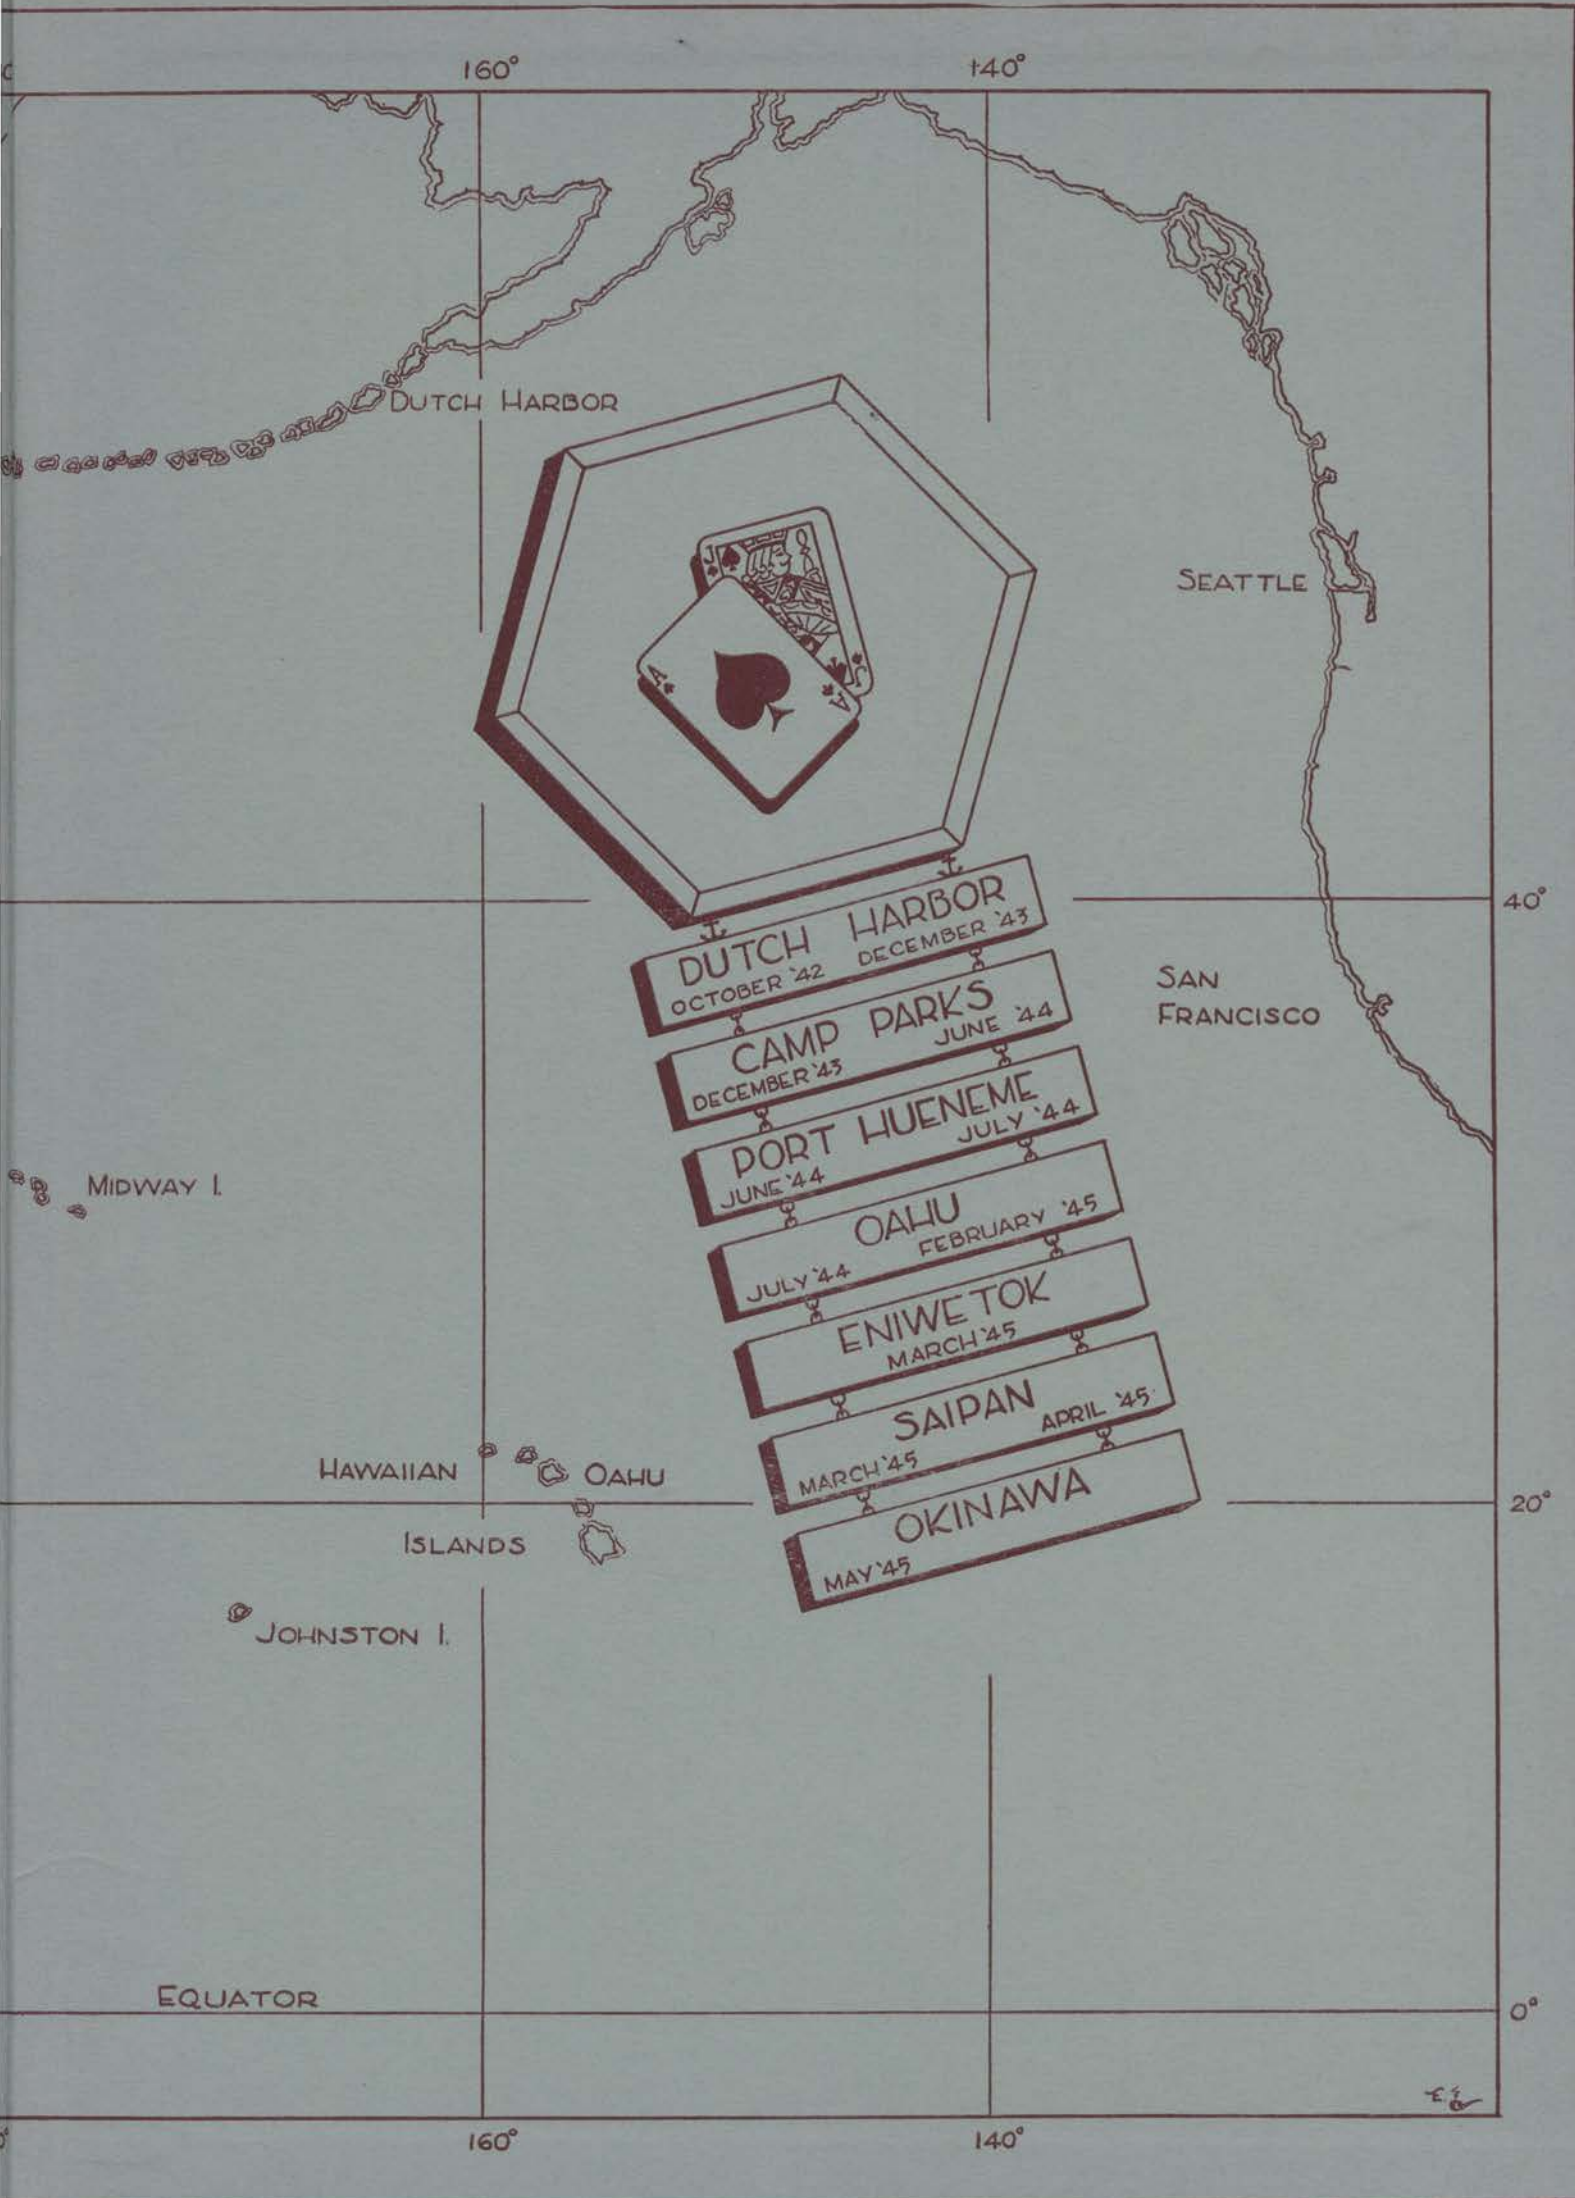 160° 140°
DUTCH HARBOR
SEATTLE
J
J
A
A
40°
DUTCH HARBOR
OCTOBER '42 DECEMBER '43
CAMP PARKS
DECEMBER '43 JUNE '44
PORT HUENEME
JUNE '44 JULY '44
OAHU
JULY '44 FEBRUARY '45
ENIWETOK
MARCH '45
SAIPAN
MARCH '45 APRIL '45
OKINAWA
MAY '45
SAN
FRANCISCO
MIDWAY I.
HAWAIIAN OAHU
ISLANDS
20°
JOHNSTON I.
EQUATOR
0°
160° 140°